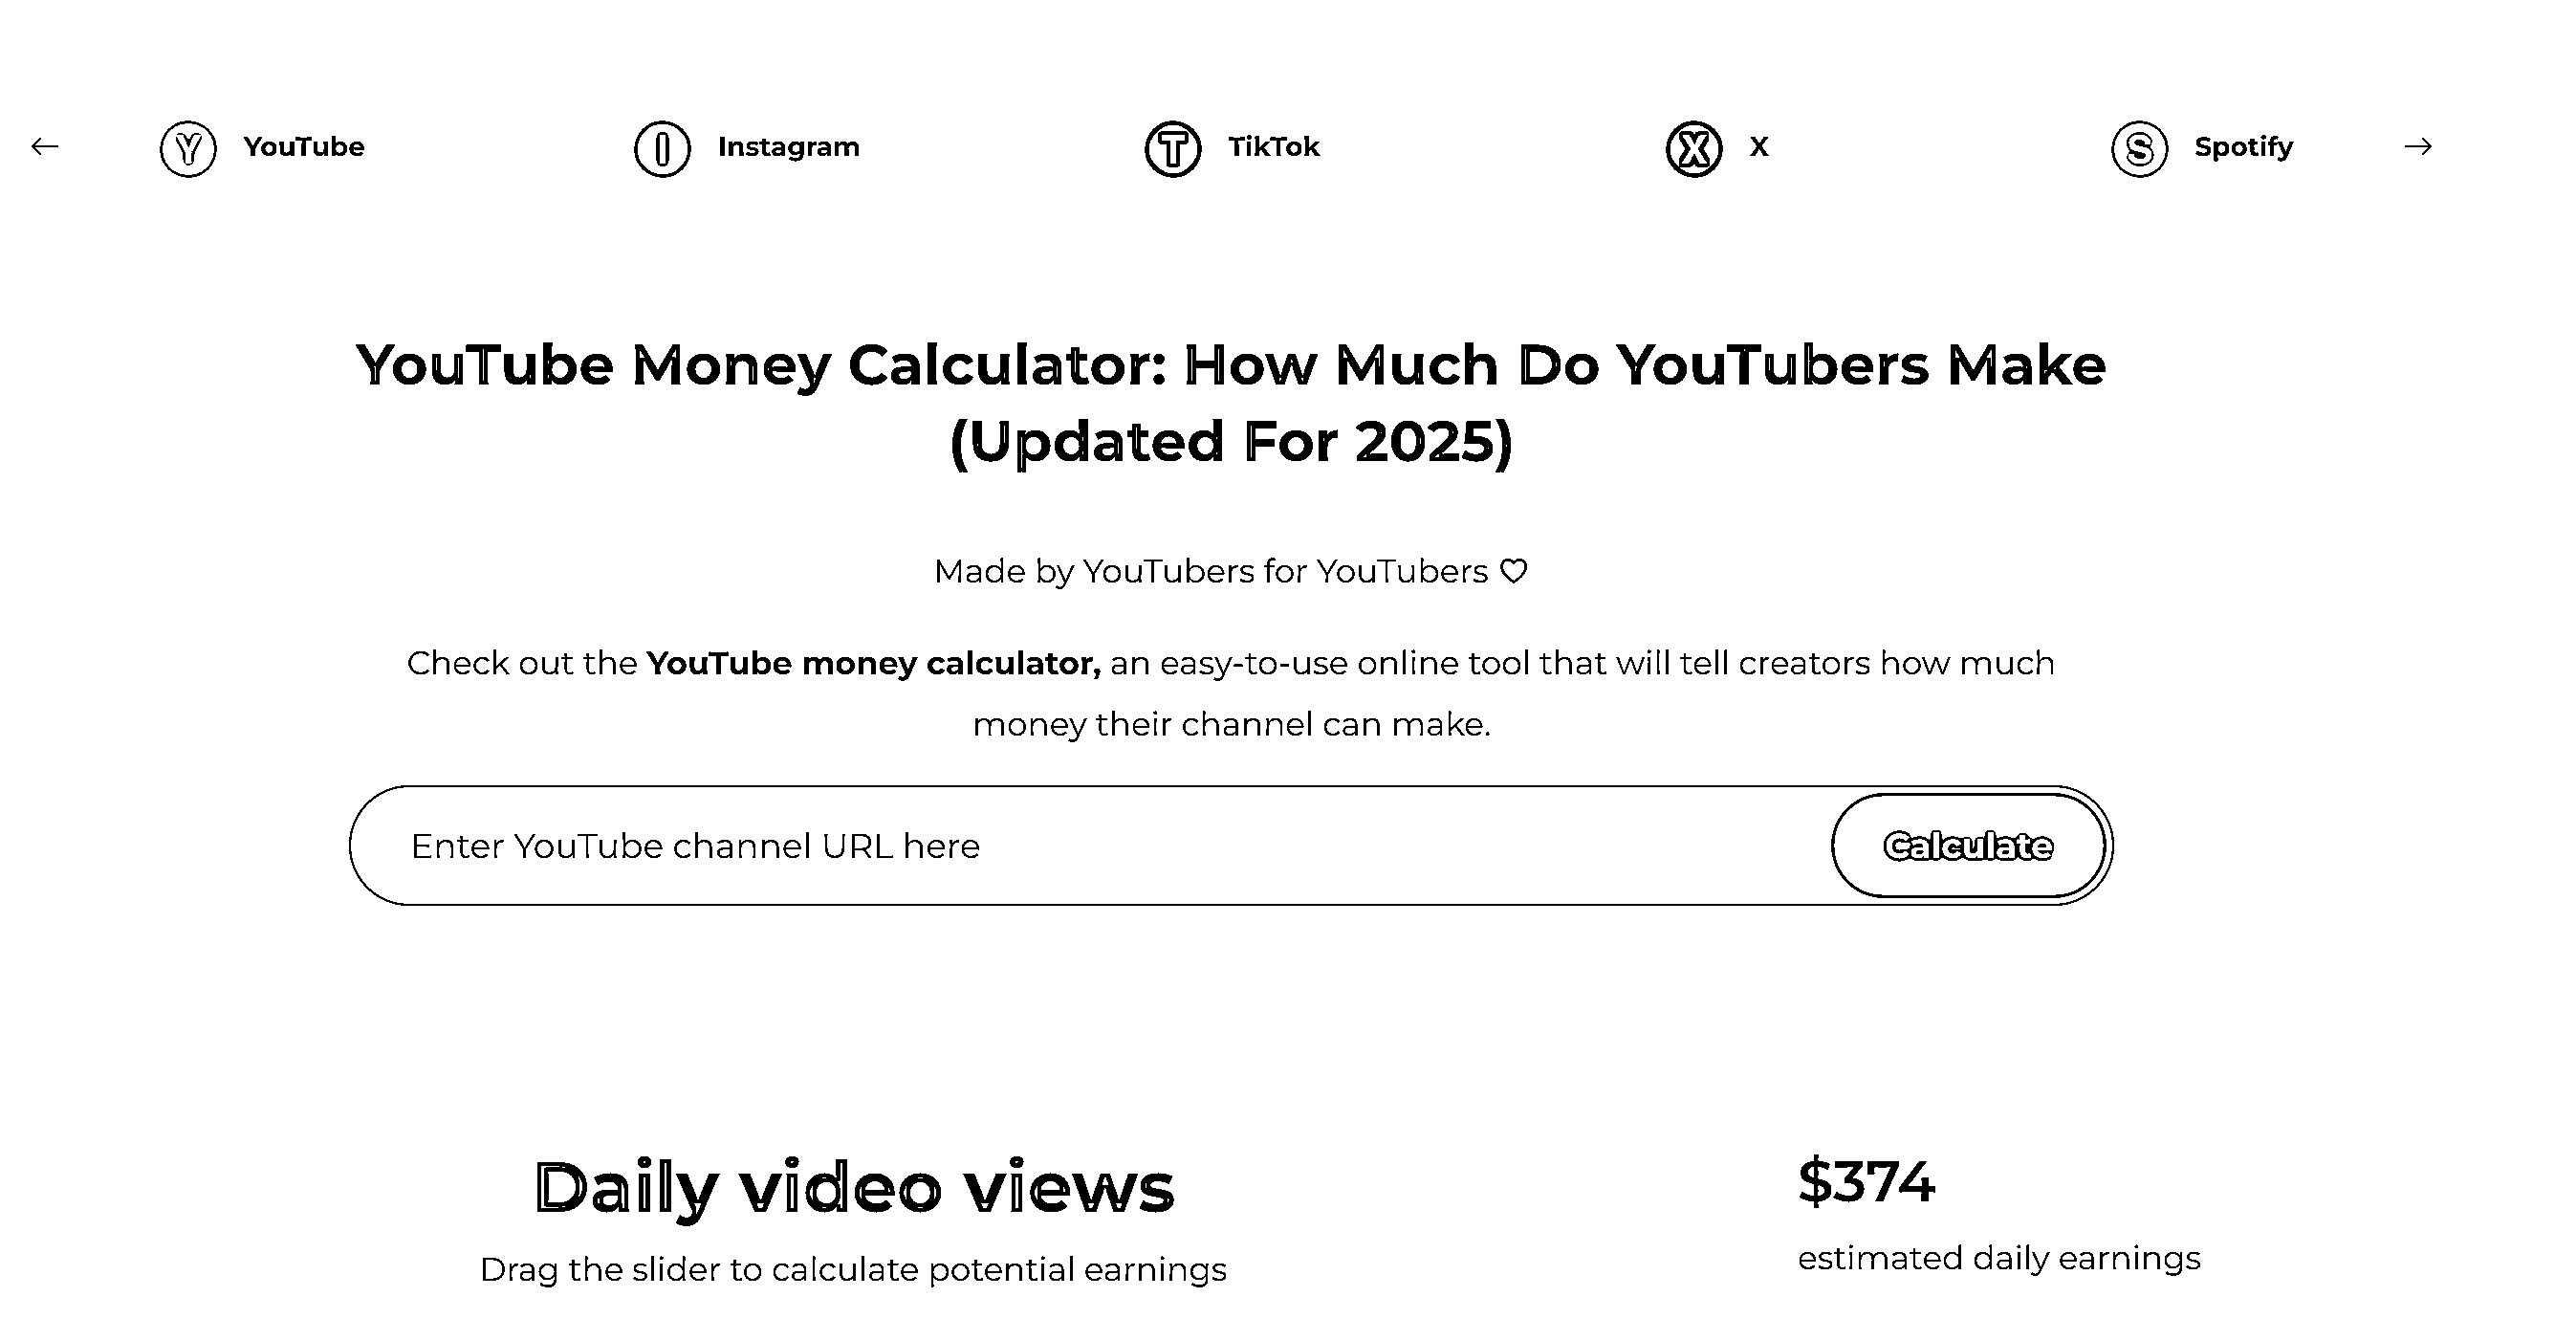 ← Y YouTube I Instagram T TikTok X X S Spotify →
YouTube Money Calculator: How Much Do YouTubers Make
(Updated For 2025)
Made by YouTubers for YouTubers ♡
Check out the YouTube money calculator, an easy-to-use online tool that will tell creators how much
money their channel can make.
Enter YouTube channel URL here Calculate
Daily video views
Drag the slider to calculate potential earnings
$374
estimated daily earnings